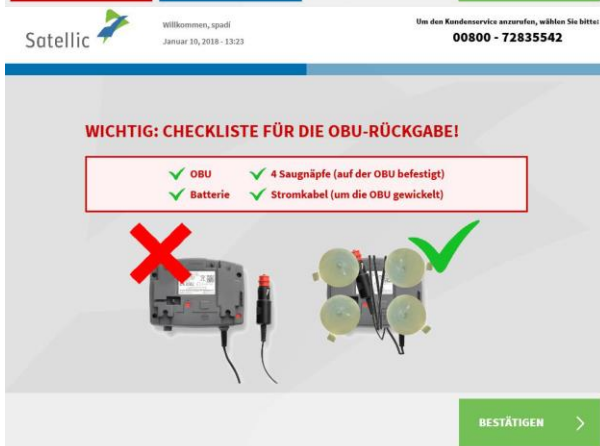 Satellic
Willkommen, spadi
Januar 10, 2018 - 13:23
Um den Kundenservice anzurufen, wählen Sie bitte:
00800 - 72835542
WICHTIG: CHECKLISTE FÜR DIE OBU-RÜCKGABE!
OBU
4 Saugnäpfe (auf der OBU befestigt)
Batterie
Stromkabel (um die OBU gewickelt)
BESTÄTIGEN